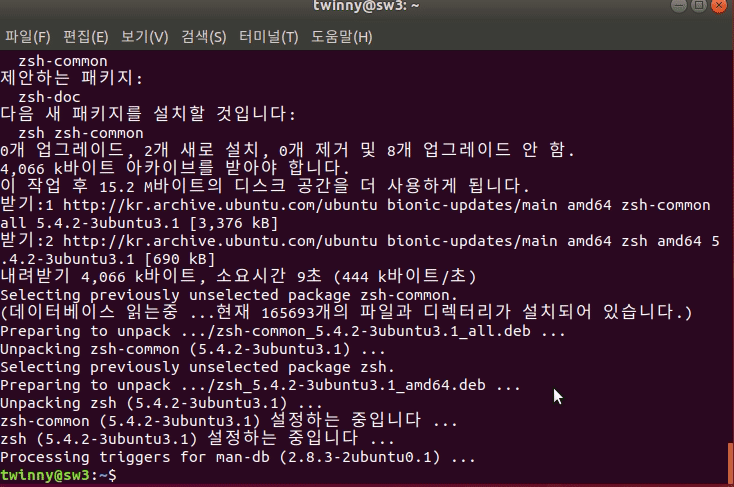 twinny@sw3: ~
파일(F) 편집(E) 보기(V) 검색(S) 터미널(T) 도움말(H)
zsh-common
제안하는 패키지:
zsh-doc
다음 새 패키지를 설치할 것입니다:
zsh zsh-common
0개 업그레이드, 2개 새로 설치, 0개 제거 및 8개 업그레이드 안 함.
4,066 k바이트 아카이브를 받아야 합니다.
이 작업 후 15.2 M바이트의 디스크 공간을 더 사용하게 됩니다.
받기:1 http://kr.archive.ubuntu.com/ubuntu bionic-updates/main amd64 zsh-common
all 5.4.2-3ubuntu3.1 [3,376 kB]
받기:2 http://kr.archive.ubuntu.com/ubuntu bionic-updates/main amd64 zsh amd64 5
.4.2-3ubuntu3.1 [690 kB]
내려받기 4,066 k바이트, 소요시간 9초 (444 k바이트/초)
Selecting previously unselected package zsh-common.
(데이터베이스 읽는중 ...현재 165693개의 파일과 디렉터리가 설치되어 있습니다.)
Preparing to unpack .../zsh-common_5.4.2-3ubuntu3.1_all.deb ...
Unpacking zsh-common (5.4.2-3ubuntu3.1) ...
Selecting previously unselected package zsh.
Preparing to unpack .../zsh_5.4.2-3ubuntu3.1_amd64.deb ...
Unpacking zsh (5.4.2-3ubuntu3.1) ...
zsh-common (5.4.2-3ubuntu3.1) 설정하는 중입니다 ...
zsh (5.4.2-3ubuntu3.1) 설정하는 중입니다 ...
Processing triggers for man-db (2.8.3-2ubuntu0.1) ...
twinny@sw3:~$